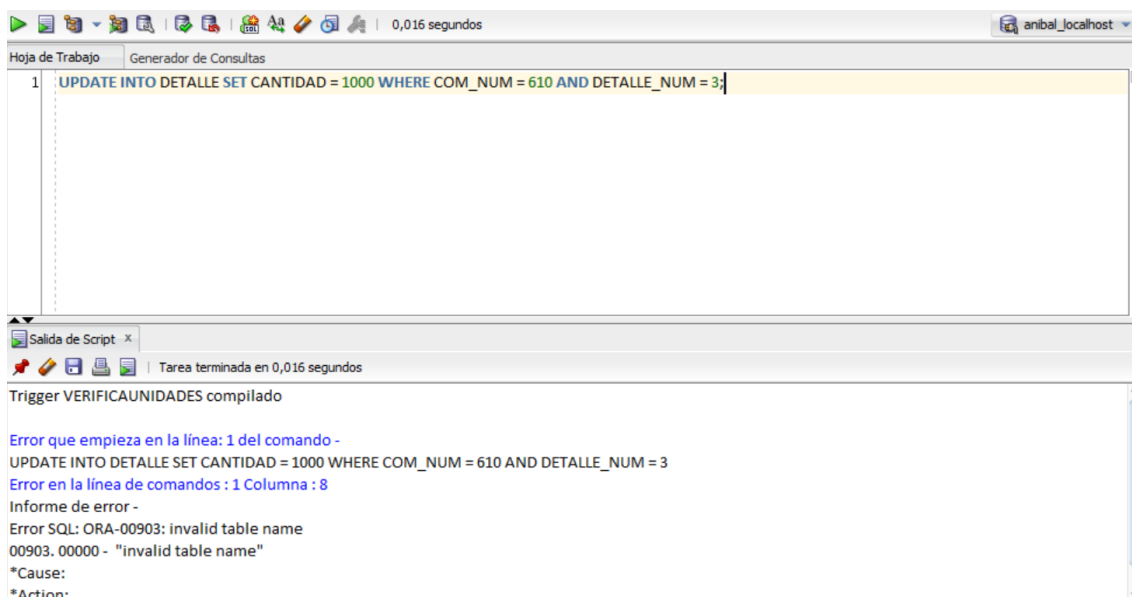 0,016 segundos
anibal_localhost
Hoja de Trabajo Generador de Consultas
1 UPDATE INTO DETALLE SET CANTIDAD = 1000 WHERE COM_NUM = 610 AND DETALLE_NUM = 3;
Salida de Script x
Tarea terminada en 0,016 segundos
Trigger VERIFICAUNIDADES compilado
Error que empieza en la línea: 1 del comando -
UPDATE INTO DETALLE SET CANTIDAD = 1000 WHERE COM_NUM = 610 AND DETALLE_NUM = 3
Error en la línea de comandos : 1 Columna : 8
Informe de error -
Error SQL: ORA-00903: invalid table name
00903. 00000 - "invalid table name"
*Cause:
*Action: